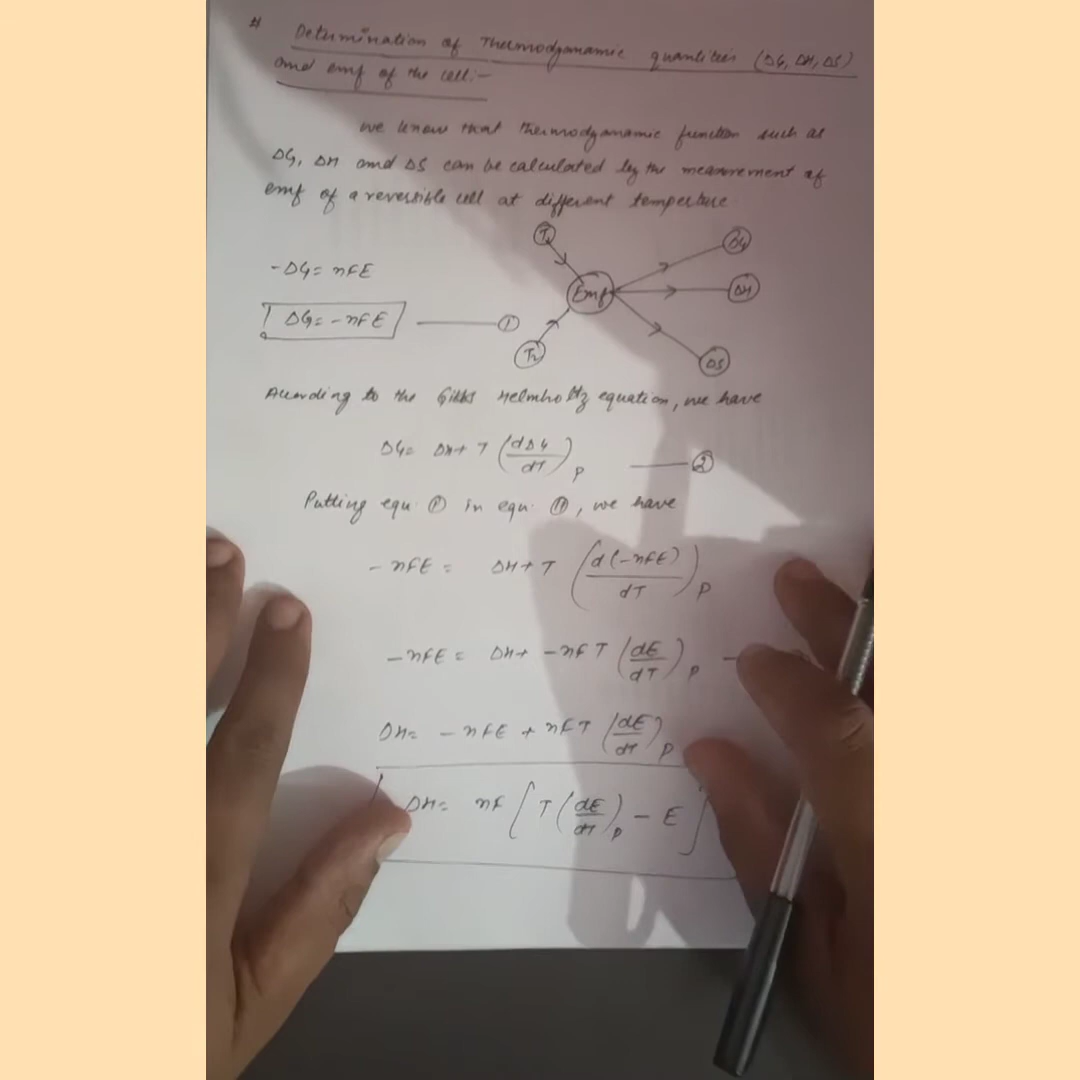 # Determination of Thermodynamic quantities (ΔG, ΔH, ΔS)
and emf of the cell:-
we know that thermodynamic function such as
ΔG, ΔH and ΔS can be calculated by the measurement of
emf of a reversible cell at different temperture.
T₁
ΔG
-ΔG = nFE
Emf
ΔH
ΔG = -nFE ——— ①
T₂
ΔS
According to the Gibbs Helmholtz equation, we have
ΔG = ΔH + T (dΔG/dT)P ——— ②
Putting equ. ① in equ. ⑪, we have
-nFE = ΔH + T (d(-nFE)/dT)P
-nFE = ΔH + -nFT (dE/dT)P -
ΔH = -nFE + nFT (dE/dT)P
ΔH = nF [T (dE/dT)P - E]